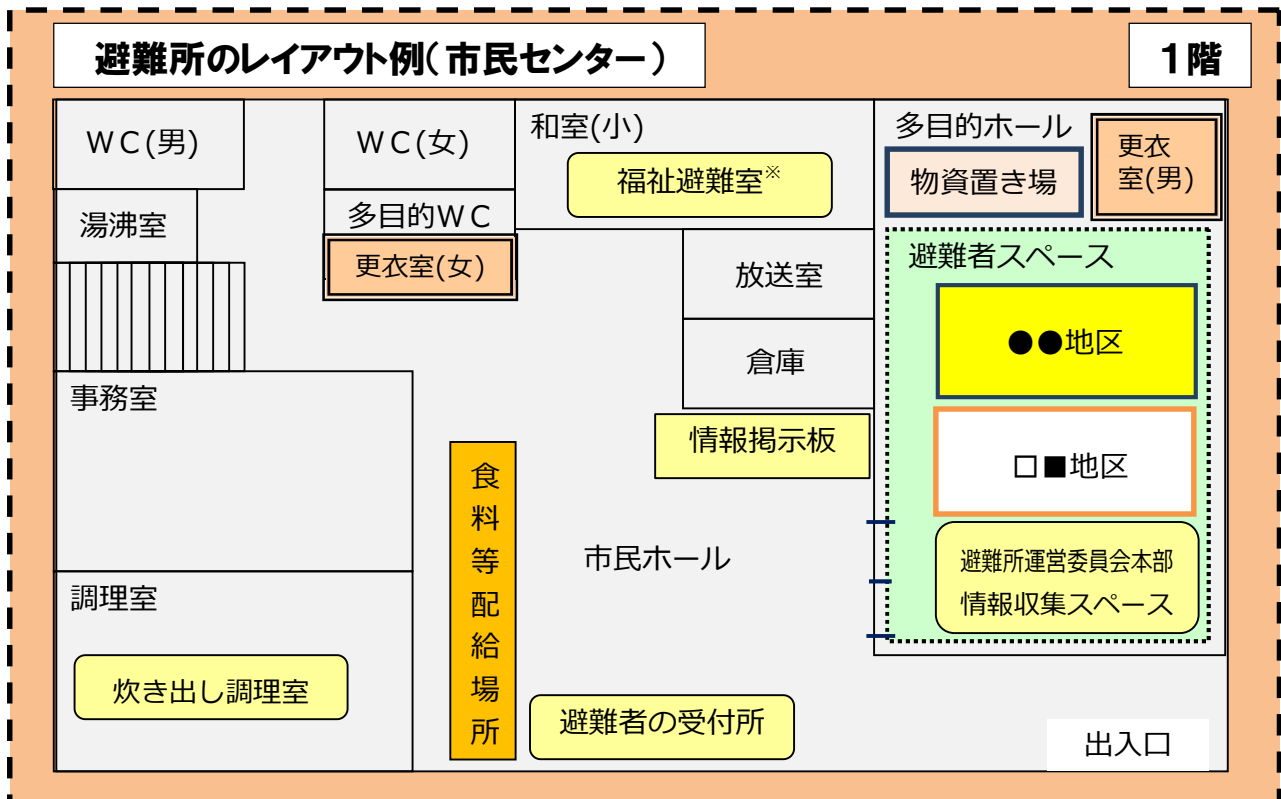 避難所のレイアウト例(市民センター)
1階
WC(男)
WC(女)
和室(小)
福祉避難室※
多目的ホール
物資置き場
更衣
室(男)
湯沸室
多目的WC
更衣室(女)
放送室
避難者スペース
●●地区
倉庫
事務室
情報掲示板
□■地区
食料等配給場所
市民ホール
避難所運営委員会本部
情報収集スペース
調理室
炊き出し調理室
避難者の受付所
出入口